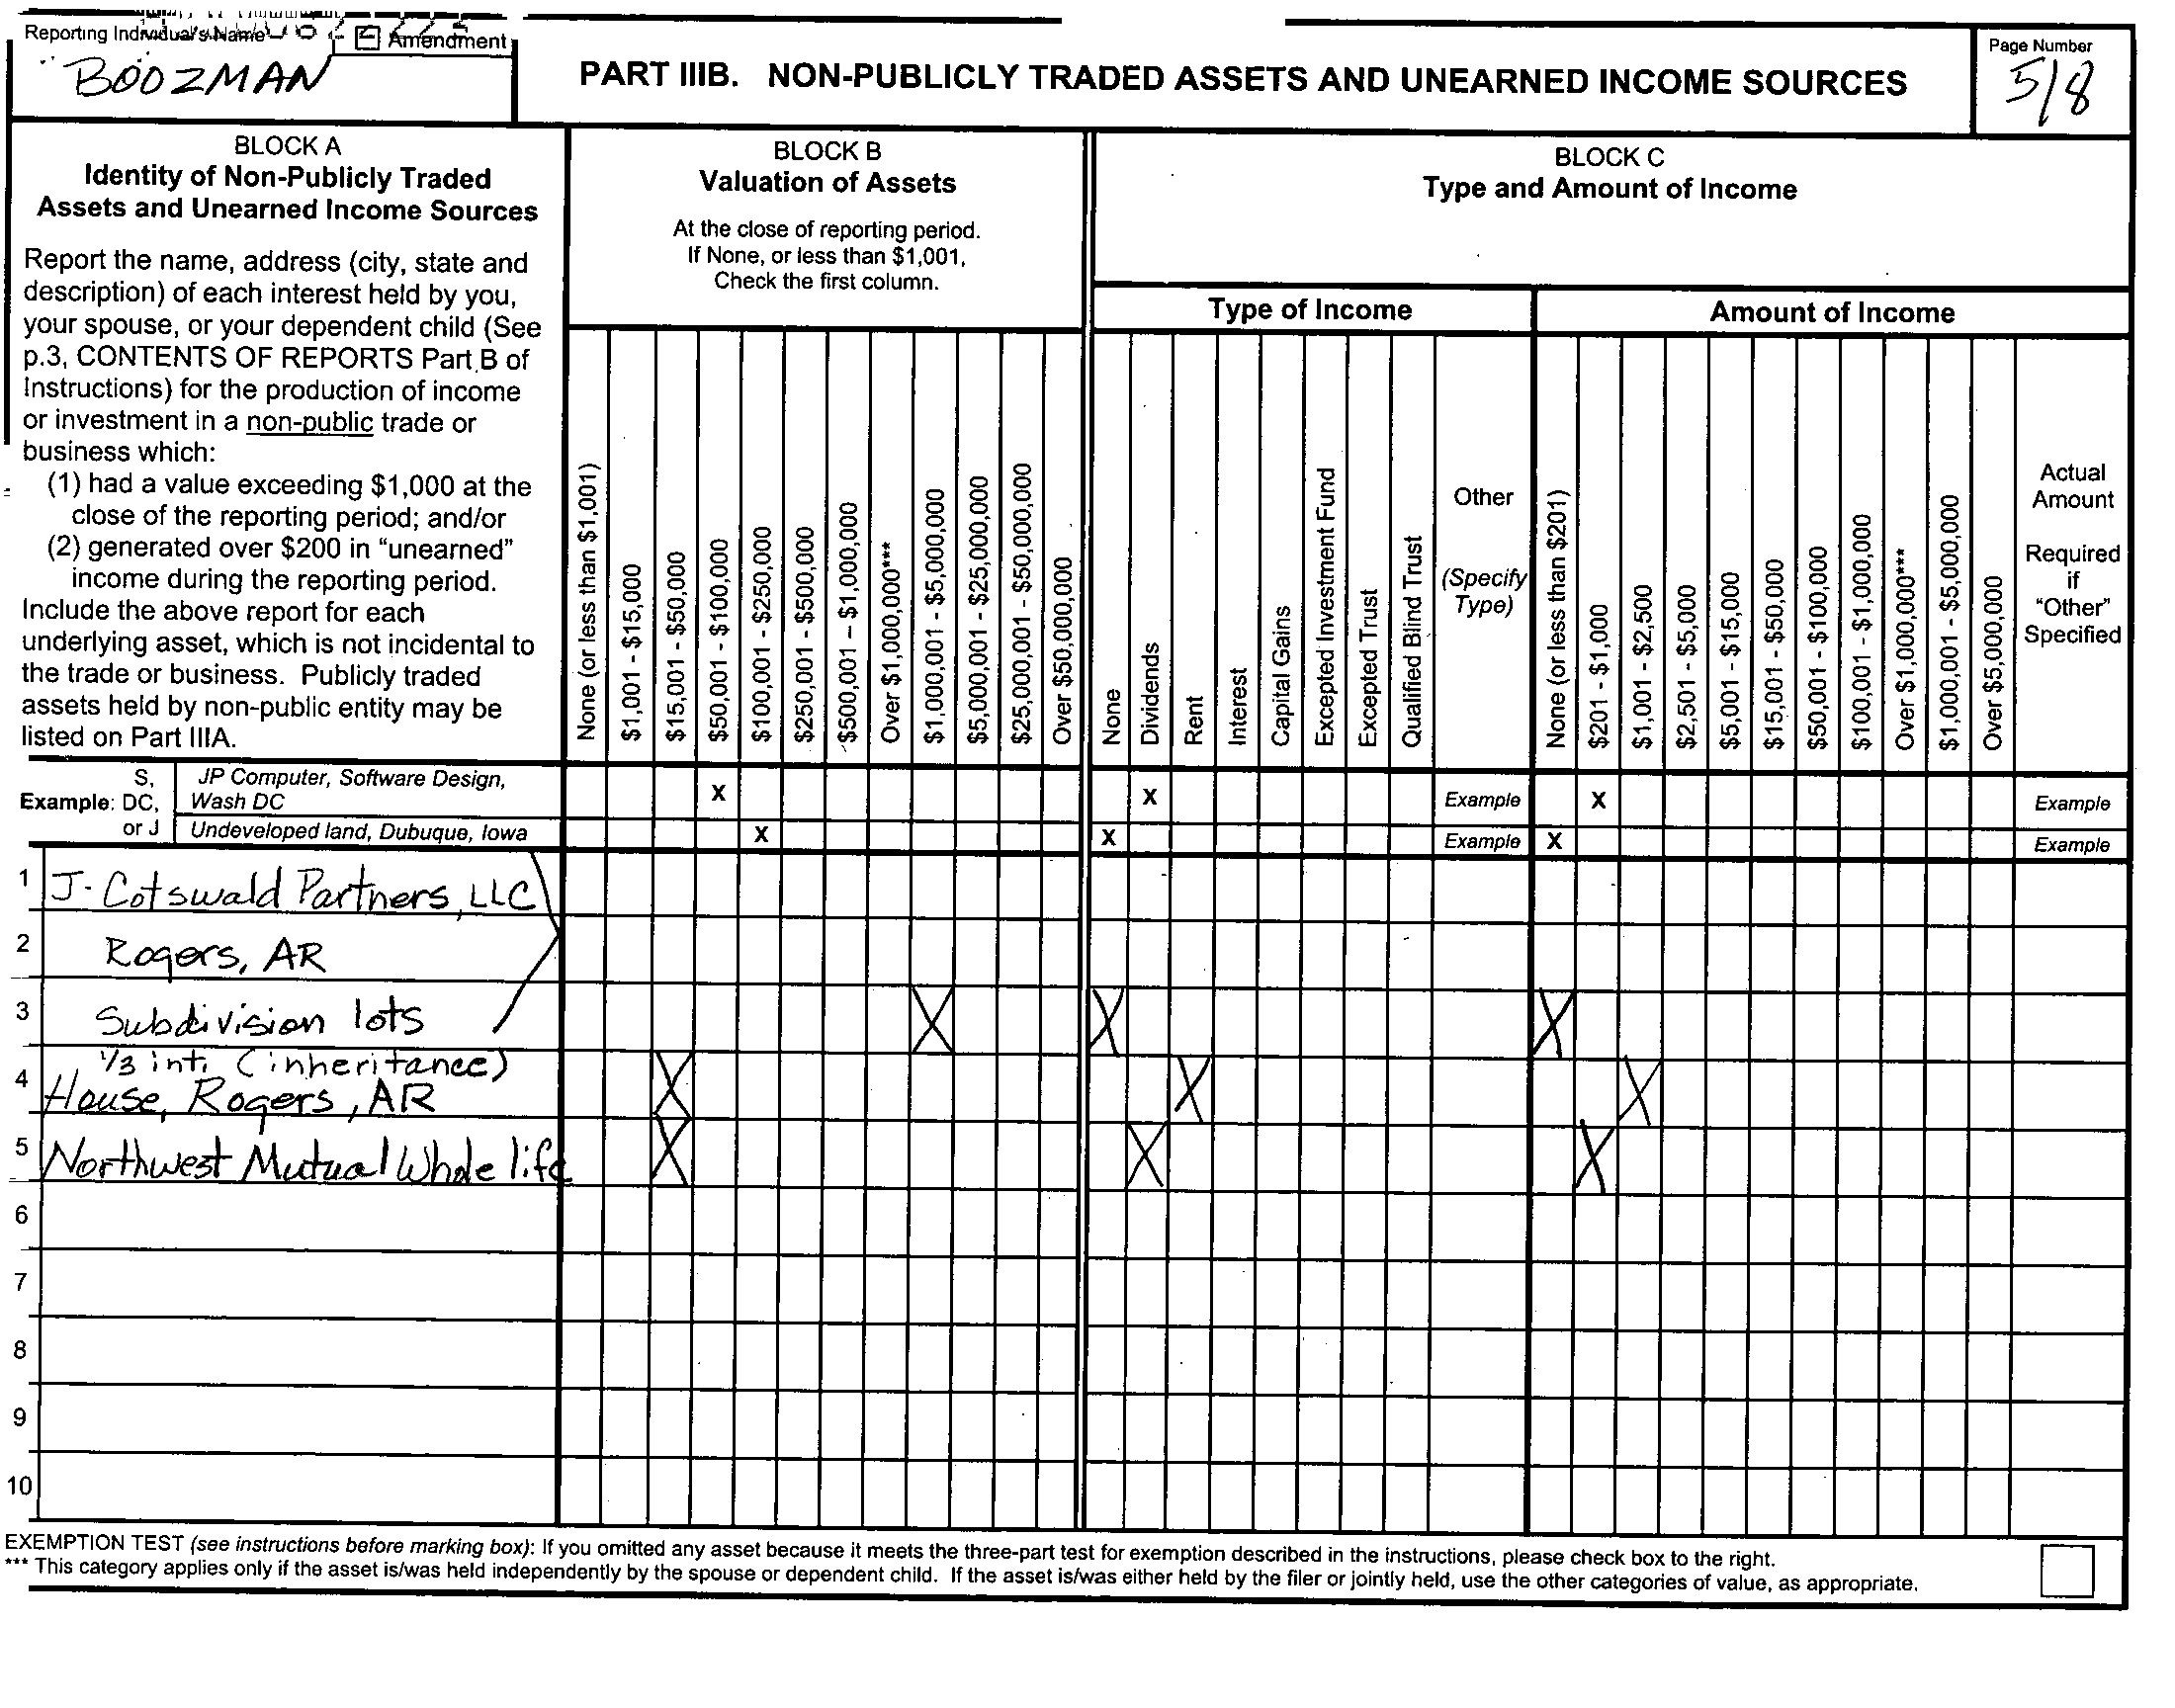 Reporting Individual's Name
Amendment
BOOZMAN
PART IIIB. NON-PUBLICLY TRADED ASSETS AND UNEARNED INCOME SOURCES
Page Number
5/8
BLOCK A
Identity of Non-Publicly Traded
Assets and Unearned Income Sources
Report the name, address (city, state and
description) of each interest held by you,
your spouse, or your dependent child (See
p.3, CONTENTS OF REPORTS Part B of
Instructions) for the production of income
or investment in a non-public trade or
business which:
(1) had a value exceeding $1,000 at the
close of the reporting period; and/or
(2) generated over $200 in "unearned"
income during the reporting period.
Include the above report for each
underlying asset, which is not incidental to
the trade or business. Publicly traded
assets held by non-public entity may be
listed on Part IIIA.
BLOCK B
Valuation of Assets
At the close of reporting period.
If None, or less than $1,001,
Check the first column.
None (or less than $1,001)
$1,001 - $15,000
$15,001 - $50,000
$50,001 - $100,000
$100,001 - $250,000
$250,001 - $500,000
$500,001 – $1,000,000
Over $1,000,000***
$1,000,001 - $5,000,000
$5,000,001 - $25,000,000
$25,000,001 - $50,000,000
Over $50,000,000
BLOCK C
Type and Amount of Income
Type of Income
None
Dividends
Rent
Interest
Capital Gains
Excepted Investment Fund
Excepted Trust
Qualified Blind Trust
Other
(Specify
Type)
Amount of Income
None (or less than $201)
$201 - $1,000
$1,001 - $2,500
$2,501 - $5,000
$5,001 - $15,000
$15,001 - $50,000
$50,001 - $100,000
$100,001 - $1,000,000
Over $1,000,000***
$1,000,001 - $5,000,000
Over $5,000,000
Actual
Amount
Required
if
"Other"
Specified
S,
Example: DC,
or J
JP Computer, Software Design,
Wash DC
X X Example X Example
Undeveloped land, Dubuque, Iowa X X Example X Example
1 J- Cotswald Partners, LLC
2 Rogers, AR
3 Subdivision lots X X X
1/3 int. (inheritance)
4 House, Rogers, AR X X X
5 Northwest Mutual Whole life X X X
6
7
8
9
10
EXEMPTION TEST (see instructions before marking box): If you omitted any asset because it meets the three-part test for exemption described in the instructions, please check box to the right.
*** This category applies only if the asset is/was held independently by the spouse or dependent child. If the asset is/was either held by the filer or jointly held, use the other categories of value, as appropriate.